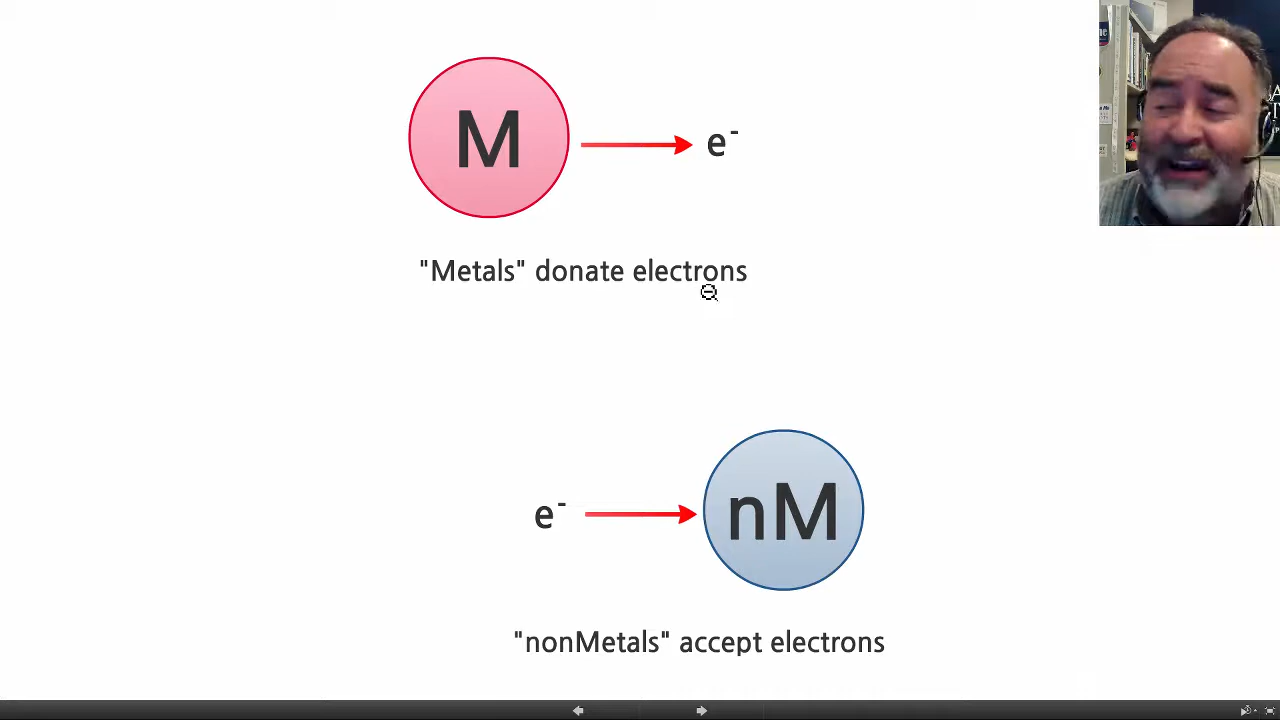 M
e⁻
"Metals" donate electrons
e⁻
nM
"nonMetals" accept electrons